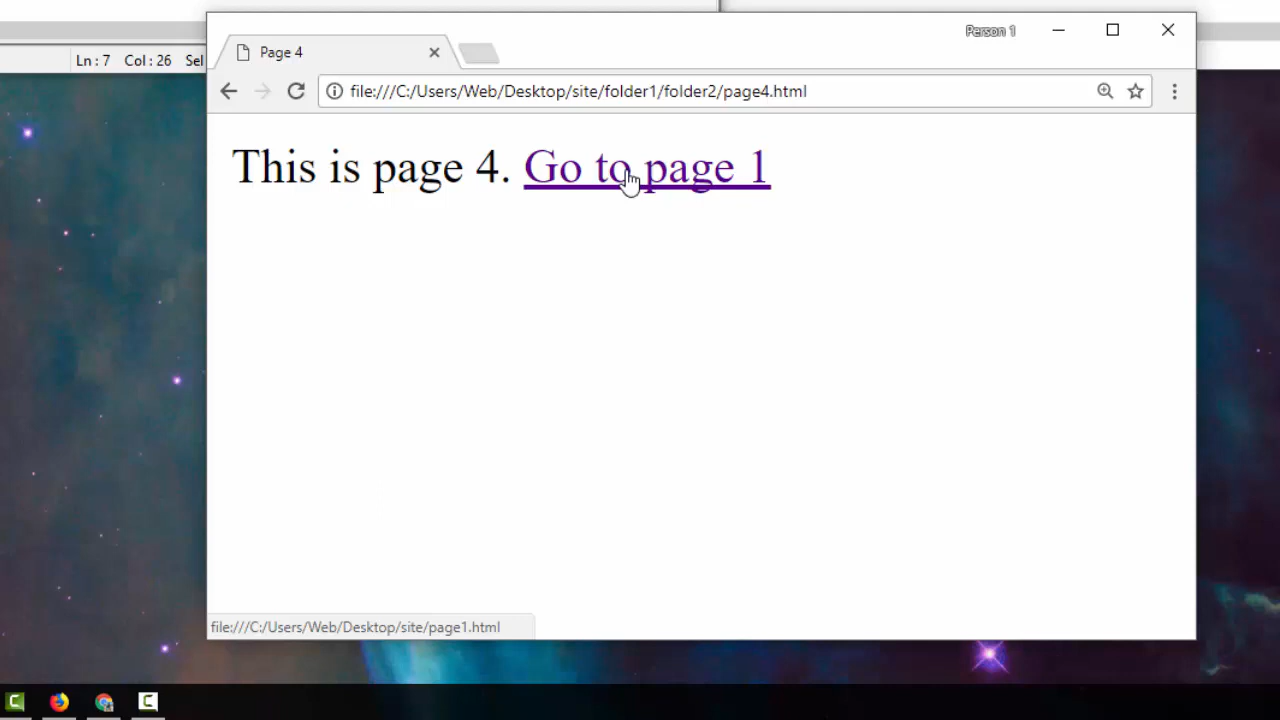 Person 1
Page 4
Ln : 7 Col : 26 Sel
file:///C:/Users/Web/Desktop/site/folder1/folder2/page4.html
This is page 4. Go to page 1
file:///C:/Users/Web/Desktop/site/page1.html